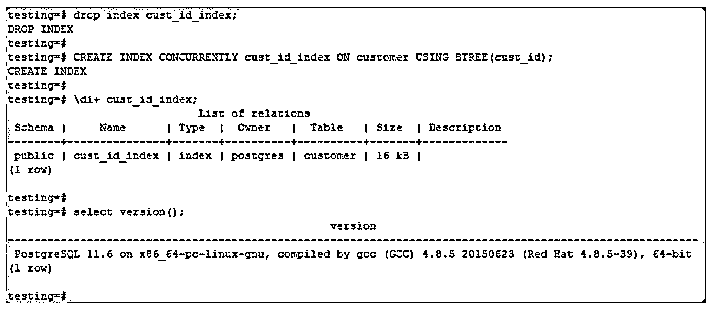 testing=# drop index cust_id_index;
DROP INDEX
testing=#
testing=# CREATE INDEX CONCURRENTLY cust_id_index ON customer USING BTREE(cust_id);
CREATE INDEX
testing=#
testing=# \di+ cust_id_index;
List of relations
Schema | Name | Type | Owner | Table | Size | Description
--------+---------------+-------+----------+----------+-------+-------------
public | cust_id_index | index | postgres | customer | 16 kB |
(1 row)
testing=#
testing=# select version();
version
---------------------------------------------------------------------------------------------------------
PostgreSQL 11.6 on x86_64-pc-linux-gnu, compiled by gcc (GCC) 4.8.5 20150623 (Red Hat 4.8.5-39), 64-bit
(1 row)
testing=#